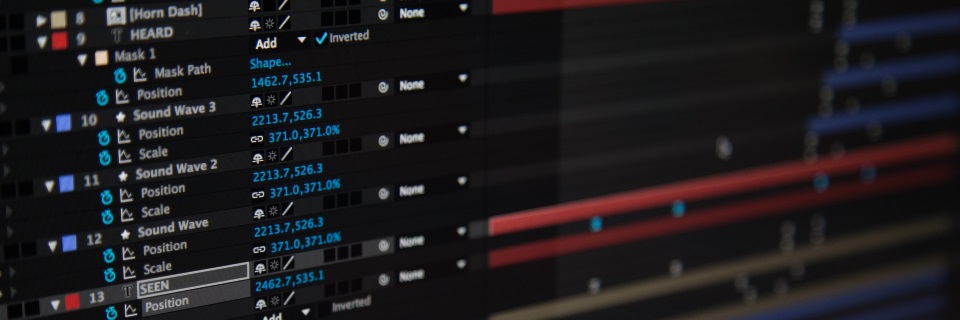 8 [Horn Dash] None
9 T HEARD
Mask 1 Add Inverted
Mask Path Shape...
Position 1462.7,535.1
10 Sound Wave 3 None
Position 2213.7,526.3
Scale 371.0,371.0%
11 Sound Wave 2 None
Position 2213.7,526.3
Scale 371.0,371.0%
12 Sound Wave None
Position 2213.7,526.3
Scale 371.0,371.0%
13 T SEEN None
Position 2462.7,535.1
Add Inverted